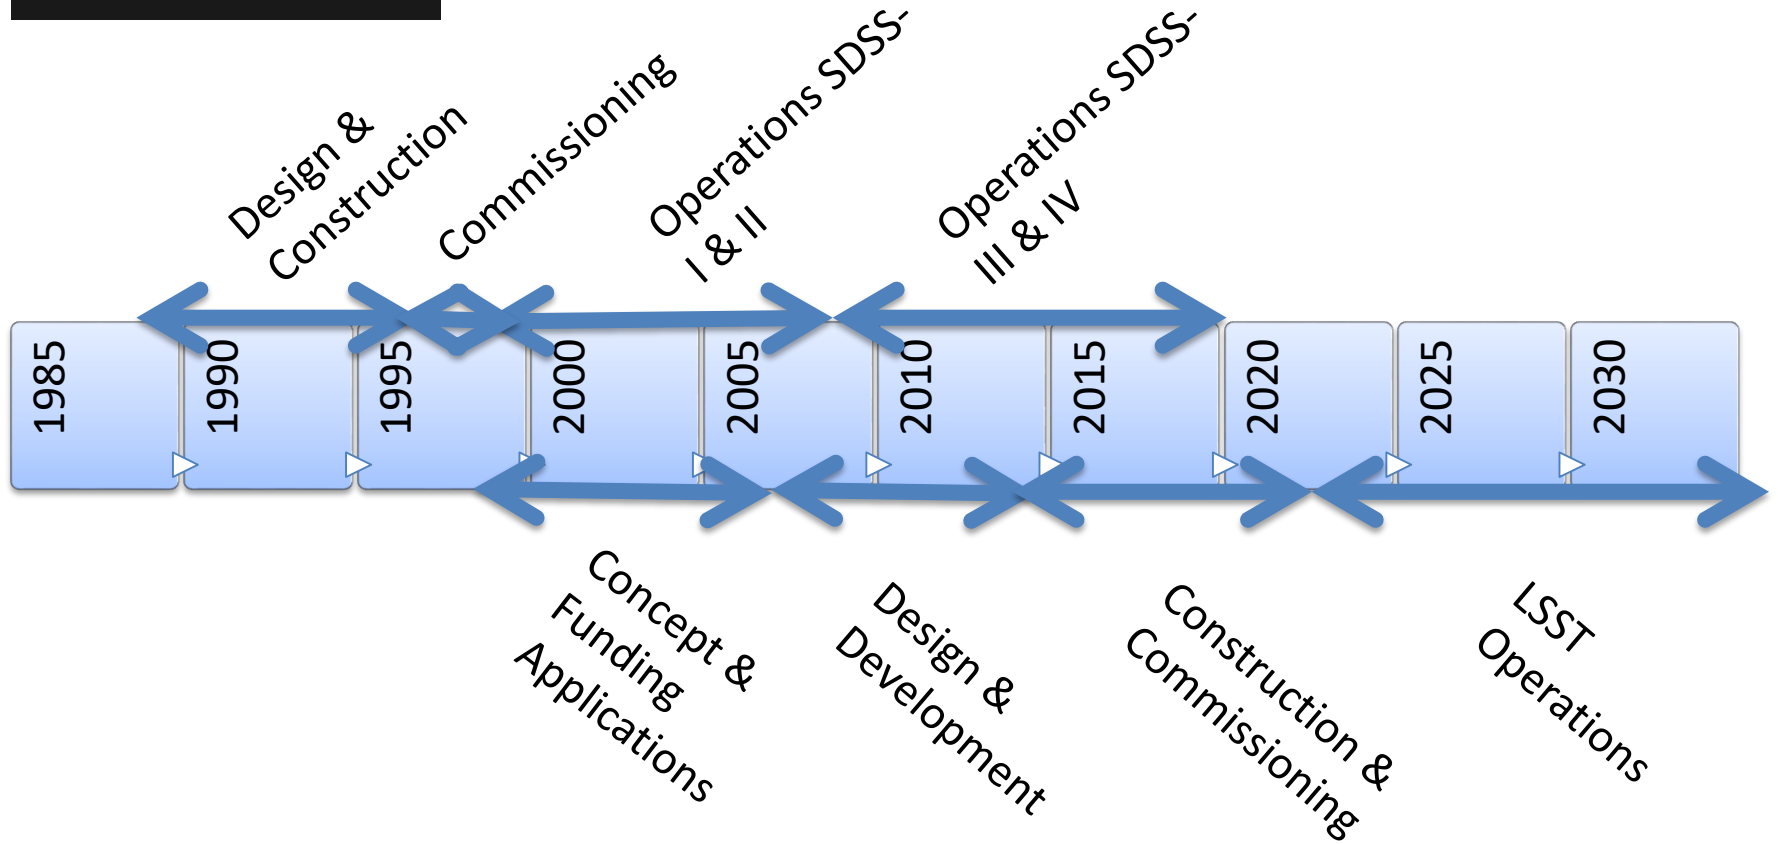 Design &
Construction
Commissioning
Operations SDSS-
I & II
Operations SDSS-
III & IV
1985
1990
1995
2000
2005
2010
2015
2020
2025
2030
Concept &
Funding
Applications
Design &
Development
Construction &
Commissioning
LSST
Operations